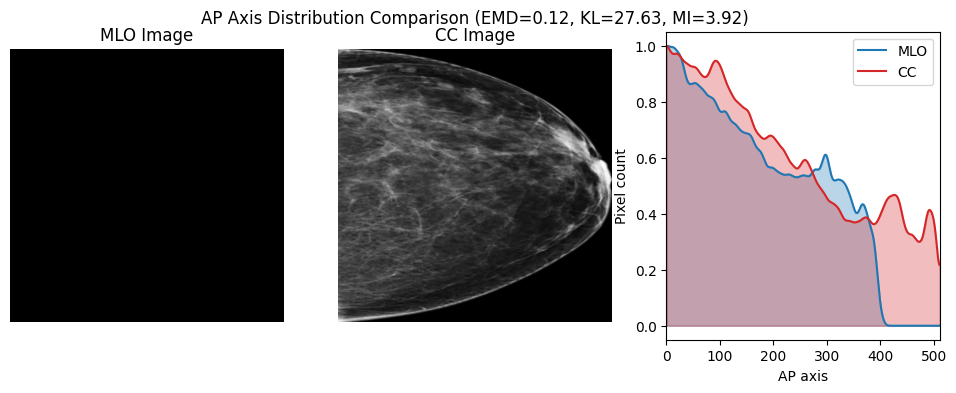 AP Axis Distribution Comparison (EMD=0.12, KL=27.63, MI=3.92)
MLO Image
CC Image
MLO
CC
Pixel count
1.0
0.8
0.6
0.4
0.2
0.0
0 100 200 300 400 500
AP axis